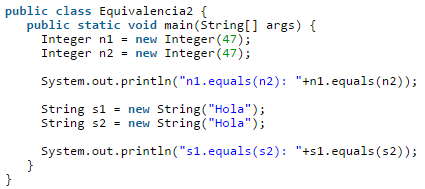 public class Equivalencia2 {
public static void main(String[] args) {
Integer n1 = new Integer(47);
Integer n2 = new Integer(47);
System.out.println("n1.equals(n2): "+n1.equals(n2));
String s1 = new String("Hola");
String s2 = new String("Hola");
System.out.println("s1.equals(s2): "+s1.equals(s2));
}
}